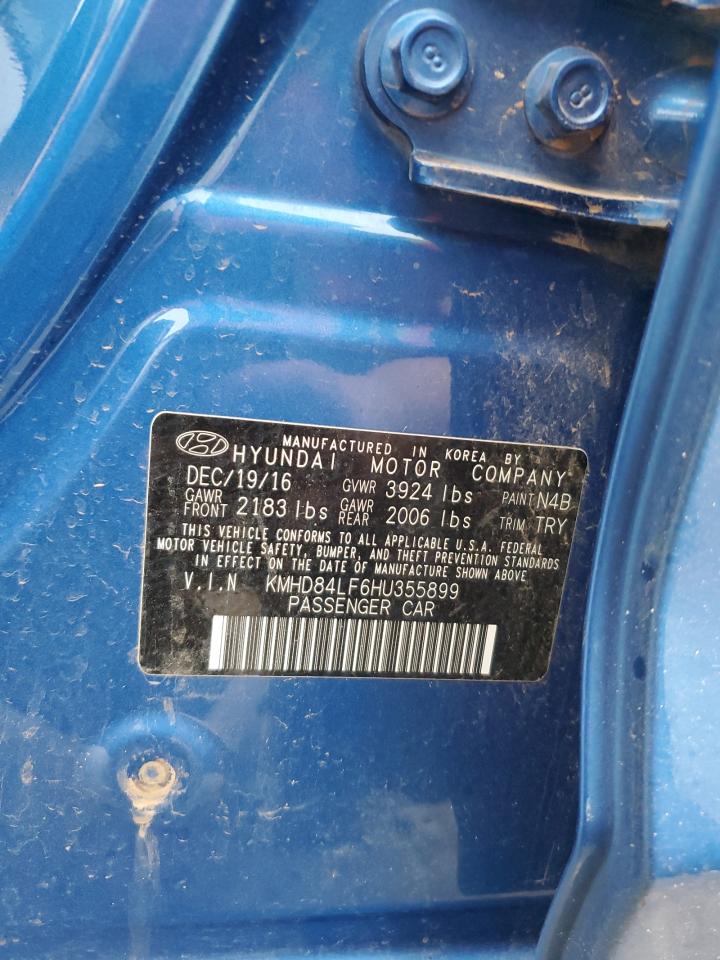 8 8
MANUFACTURED IN KOREA BY
HYUNDAI MOTOR COMPANY
DEC/19/16 GVWR 3924 lbs PAINT N4B
GAWR FRONT 2183 lbs GAWR REAR 2006 lbs TRIM TRY
THIS VEHICLE CONFORMS TO ALL APPLICABLE U.S.A. FEDERAL
MOTOR VEHICLE SAFETY, BUMPER, AND THEFT PREVENTION STANDARDS
IN EFFECT ON THE DATE OF MANUFACTURE SHOWN ABOVE
V.I.N KMHD84LF6HU355899
PASSENGER CAR